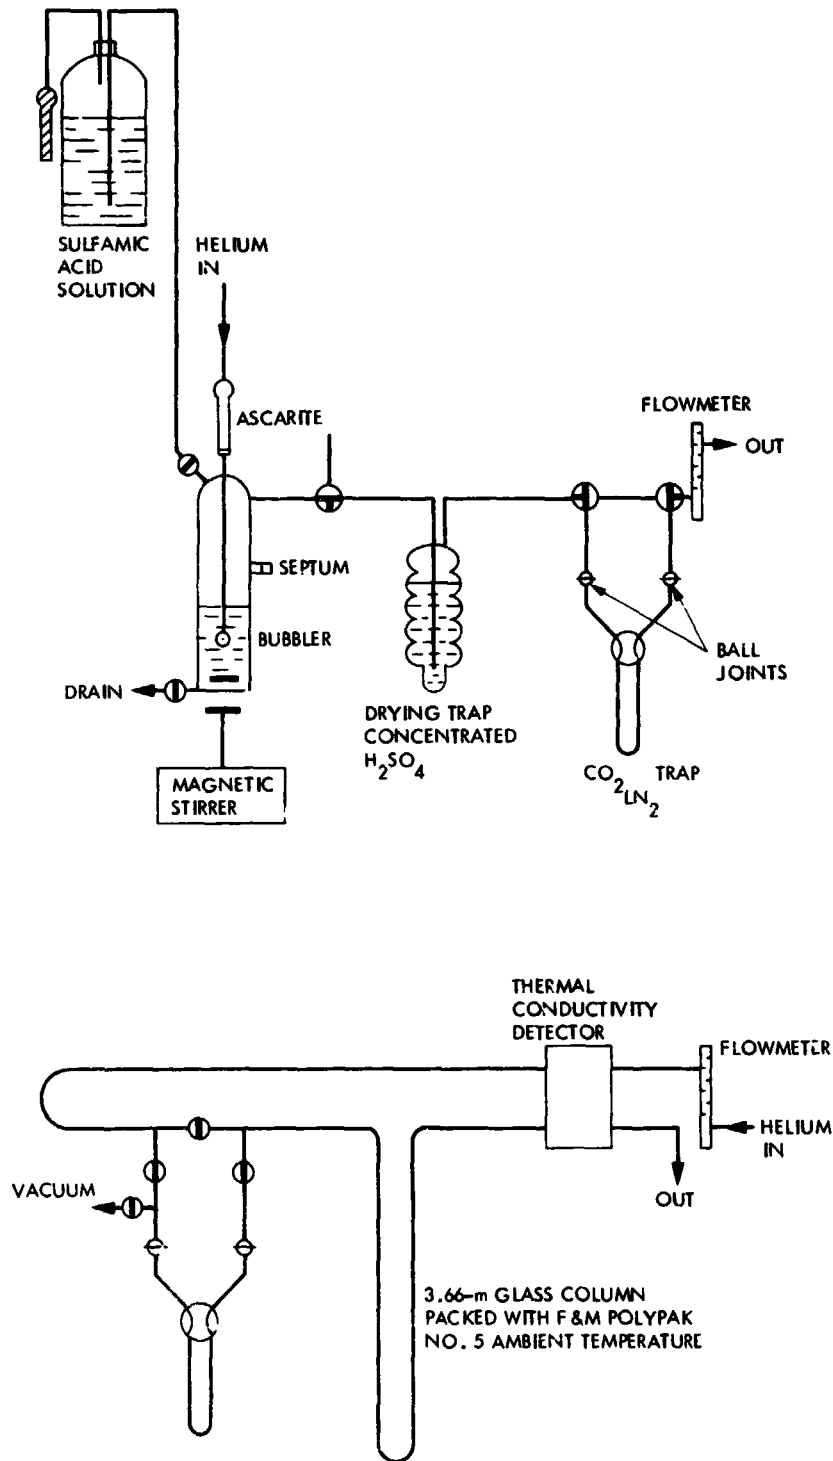 SULFAMIC
ACID
SOLUTION
HELIUM
IN
ASCARITE
FLOWMETER
OUT
SEPTUM
BUBBLER
DRAIN
BALL
JOINTS
DRYING TRAP
CONCENTRATED
H2SO4
MAGNETIC
STIRRER
CO2 TRAP
LN2
THERMAL
CONDUCTIVITY
DETECTOR
FLOWMETER
HELIUM
IN
VACUUM
OUT
3.66-m GLASS COLUMN
PACKED WITH F&M POLYPAK
NO. 5 AMBIENT TEMPERATURE